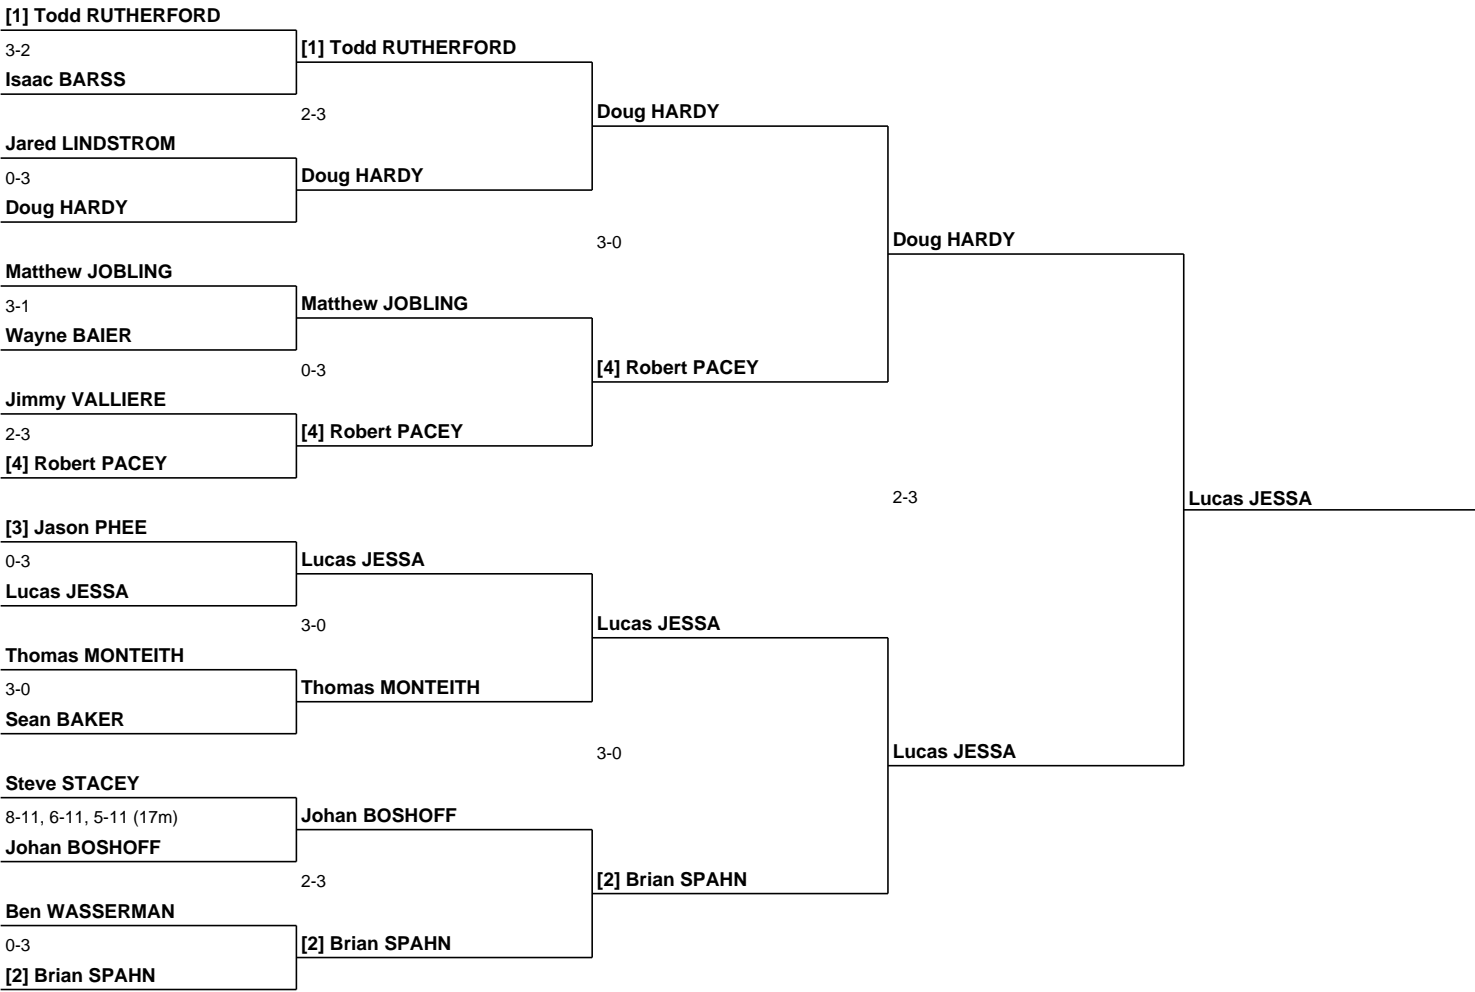 [1] Todd RUTHERFORD
3-2
[1] Todd RUTHERFORD
Isaac BARSS
2-3
Doug HARDY
Jared LINDSTROM
0-3
Doug HARDY
Doug HARDY
3-0
Doug HARDY
Matthew JOBLING
3-1
Matthew JOBLING
Wayne BAIER
0-3
[4] Robert PACEY
Jimmy VALLIERE
2-3
[4] Robert PACEY
[4] Robert PACEY
2-3
Lucas JESSA
[3] Jason PHEE
0-3
Lucas JESSA
Lucas JESSA
3-0
Lucas JESSA
Thomas MONTEITH
3-0
Thomas MONTEITH
Sean BAKER
3-0
Lucas JESSA
Steve STACEY
8-11, 6-11, 5-11 (17m)
Johan BOSHOFF
Johan BOSHOFF
2-3
[2] Brian SPAHN
Ben WASSERMAN
0-3
[2] Brian SPAHN
[2] Brian SPAHN